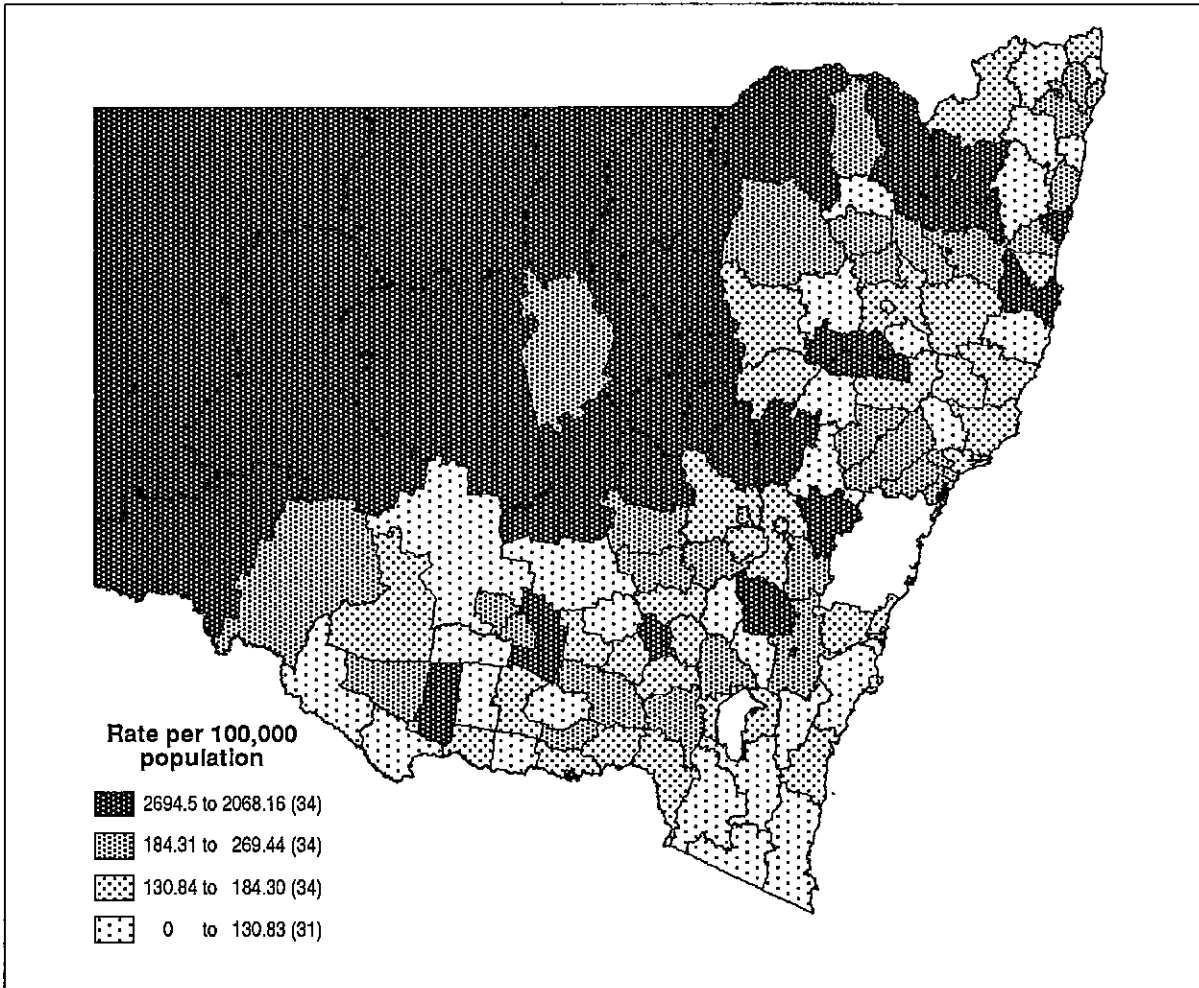 Rate per 100,000
population
2694.5 to 2068.16 (34)
184.31 to 269.44 (34)
130.84 to 184.30 (34)
0 to 130.83 (31)